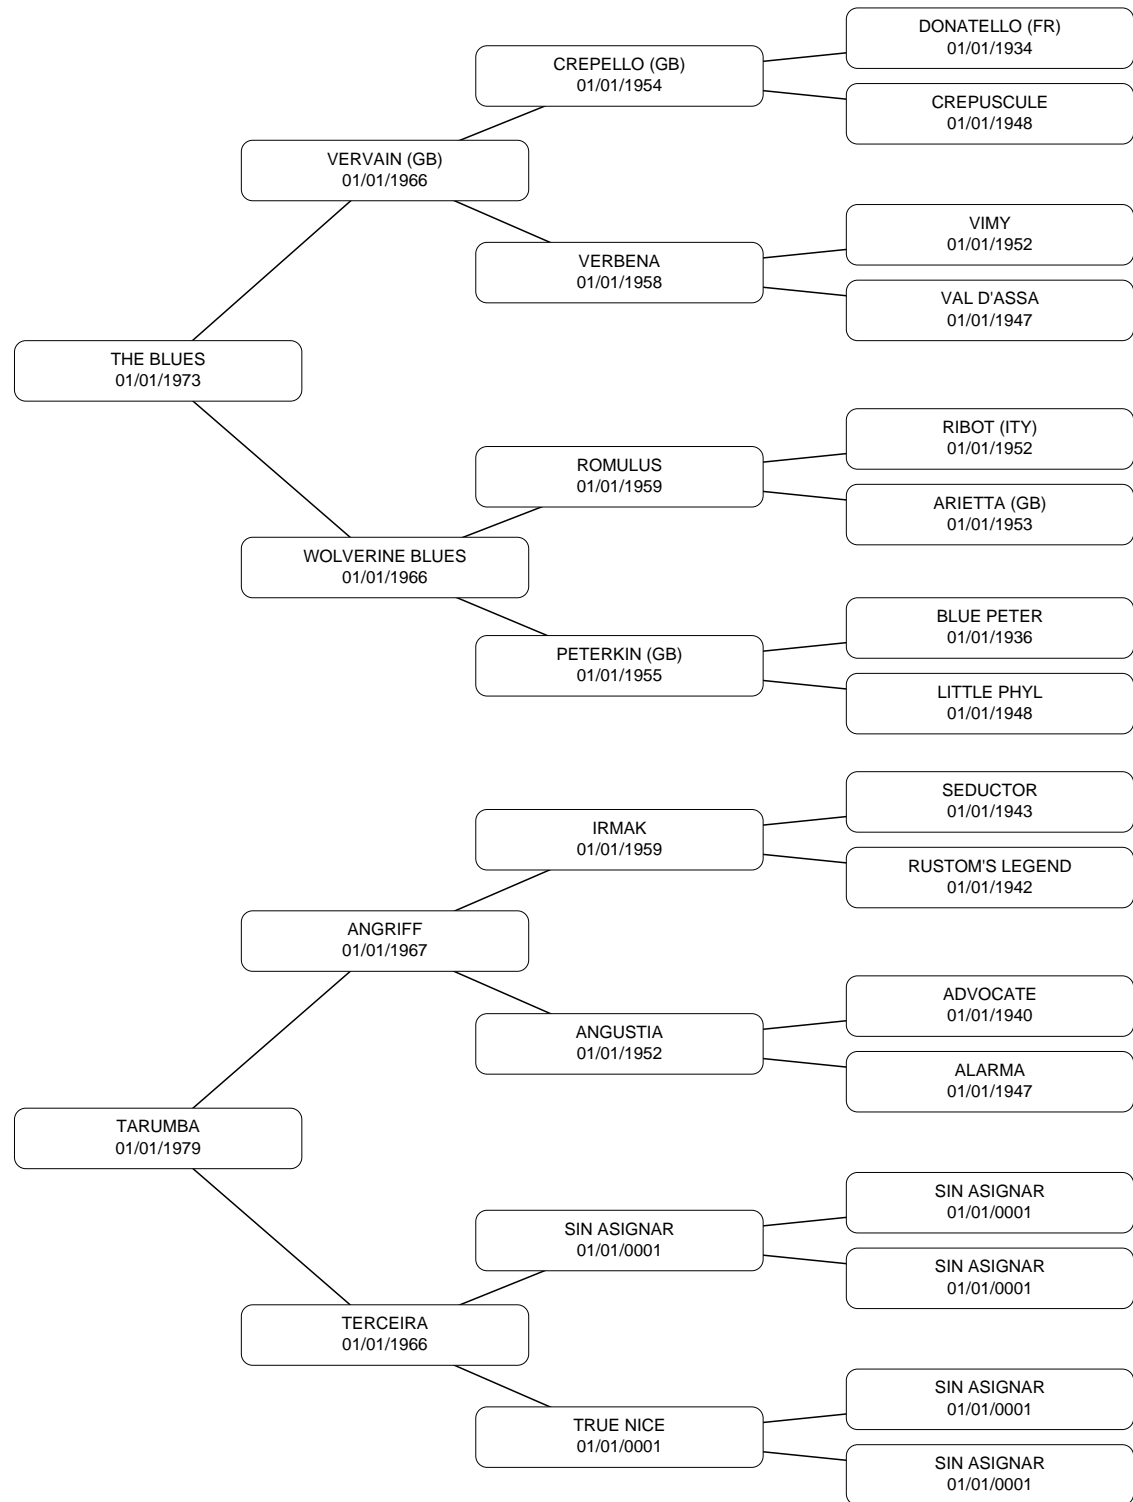 DONATELLO (FR)
01/01/1934
CREPELLO (GB)
01/01/1954
CREPUSCULE
01/01/1948
VERVAIN (GB)
01/01/1966
VIMY
01/01/1952
VERBENA
01/01/1958
VAL D'ASSA
01/01/1947
THE BLUES
01/01/1973
RIBOT (ITY)
01/01/1952
ROMULUS
01/01/1959
ARIETTA (GB)
01/01/1953
WOLVERINE BLUES
01/01/1966
BLUE PETER
01/01/1936
PETERKIN (GB)
01/01/1955
LITTLE PHYL
01/01/1948
SEDUCTOR
01/01/1943
IRMAK
01/01/1959
RUSTOM'S LEGEND
01/01/1942
ANGRIFF
01/01/1967
ADVOCATE
01/01/1940
ANGUSTIA
01/01/1952
ALARMA
01/01/1947
TARUMBA
01/01/1979
SIN ASIGNAR
01/01/0001
SIN ASIGNAR
01/01/0001
SIN ASIGNAR
01/01/0001
TERCEIRA
01/01/1966
SIN ASIGNAR
01/01/0001
TRUE NICE
01/01/0001
SIN ASIGNAR
01/01/0001